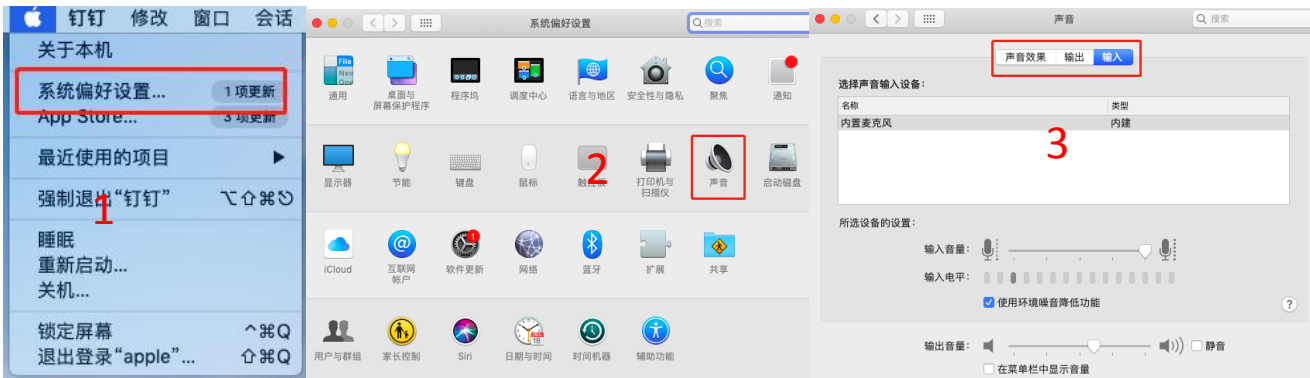 钉钉 修改 窗口 会话
关于本机
系统偏好设置... 1 项更新
App Store... 3 项更新
最近使用的项目
强制退出“钉钉” ⌥⇧⌘⎋
1
睡眠
重新启动...
关机...
锁定屏幕 ^⌘Q
退出登录“apple”... ⇧⌘Q
系统偏好设置
搜索
File
New
通用
桌面与
屏幕保护程序
程序坞
调度中心
语言与地区
安全性与隐私
聚焦
通知
显示器
节能
键盘
鼠标
触控板
2
打印机与
扫描仪
声音
启动磁盘
iCloud
互联网
帐户
1
软件更新
网络
蓝牙
扩展
共享
用户与群组
家长控制
Siri
18
日期与时间
时间机器
辅助功能
声音
搜索
声音效果 输出 输入
选择声音输入设备:
名称 类型
内置麦克风 内建
3
所选设备的设置:
输入音量:
输入电平:
使用环境噪音降低功能
?
输出音量: 静音
在菜单栏中显示音量